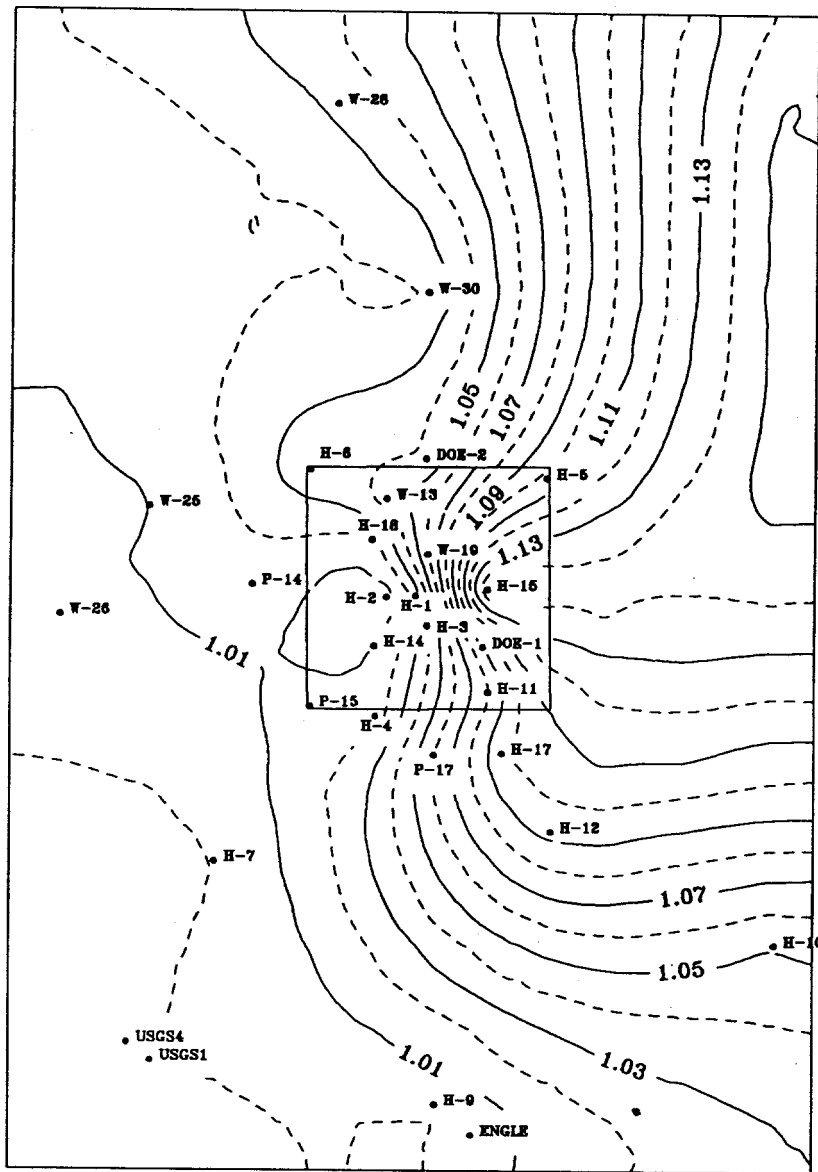 W-28
1.13
W-30
1.05
1.07
1.11
H-6
DOE-2
H-5
W-25
W-13
1.09
H-18
W-19
1.13
P-14
H-15
H-2
H-1
W-26
H-3
H-14
DOE-1
1.01
H-11
P-15
H-4
H-17
P-17
H-12
H-7
1.07
1.05
USGS4
USGS1
1.01
1.03
H-9
ENGLE